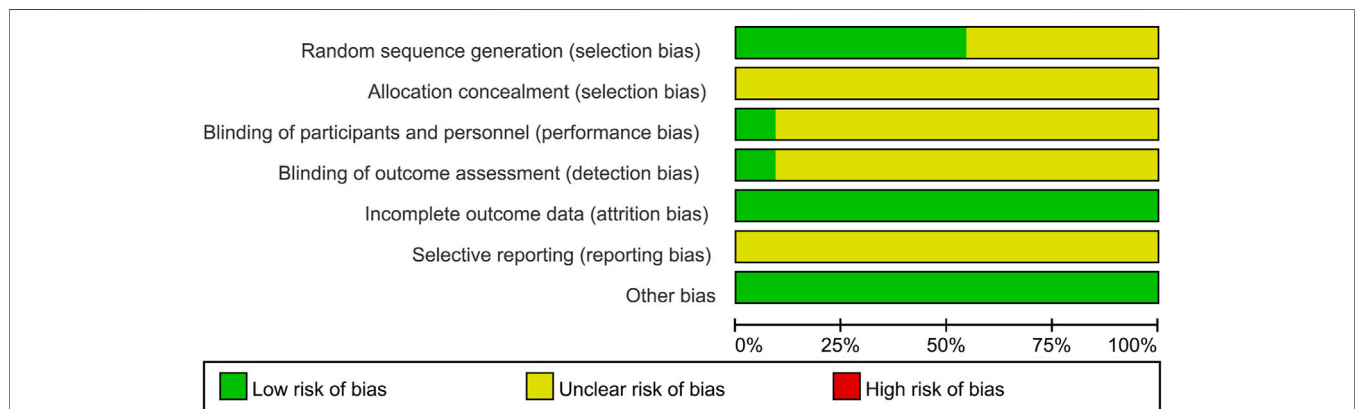 Random sequence generation (selection bias)
Allocation concealment (selection bias)
Blinding of participants and personnel (performance bias)
Blinding of outcome assessment (detection bias)
Incomplete outcome data (attrition bias)
Selective reporting (reporting bias)
Other bias
0% 25% 50% 75% 100%
Low risk of bias Unclear risk of bias High risk of bias